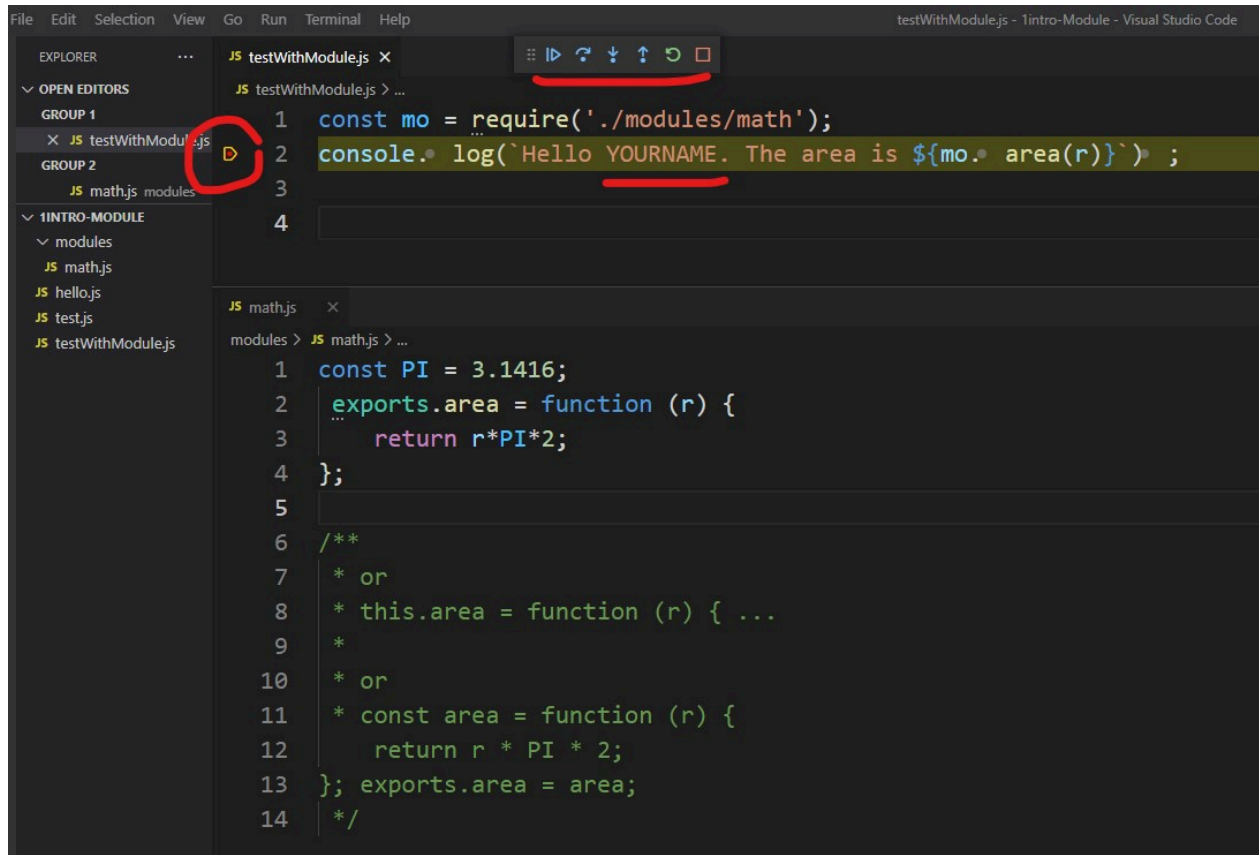 File Edit Selection View Go Run Terminal Help testWithModule.js - 1intro-Module - Visual Studio Code
EXPLORER ...
OPEN EDITORS
GROUP 1
JS testWithModule.js
GROUP 2
JS math.js modules
1INTRO-MODULE
modules
JS math.js
JS hello.js
JS test.js
JS testWithModule.js
JS testWithModule.js
JS testWithModule.js > ...
1 const mo = require('./modules/math');
2 console. log(`Hello YOURNAME. The area is ${mo. area(r)}`) ;
3
4
JS math.js
modules > JS math.js > ...
1 const PI = 3.1416;
2 exports.area = function (r) {
3 return r*PI*2;
4 };
5
6 /**
7 * or
8 * this.area = function (r) { ...
9 *
10 * or
11 * const area = function (r) {
12 return r * PI * 2;
13 }; exports.area = area;
14 */